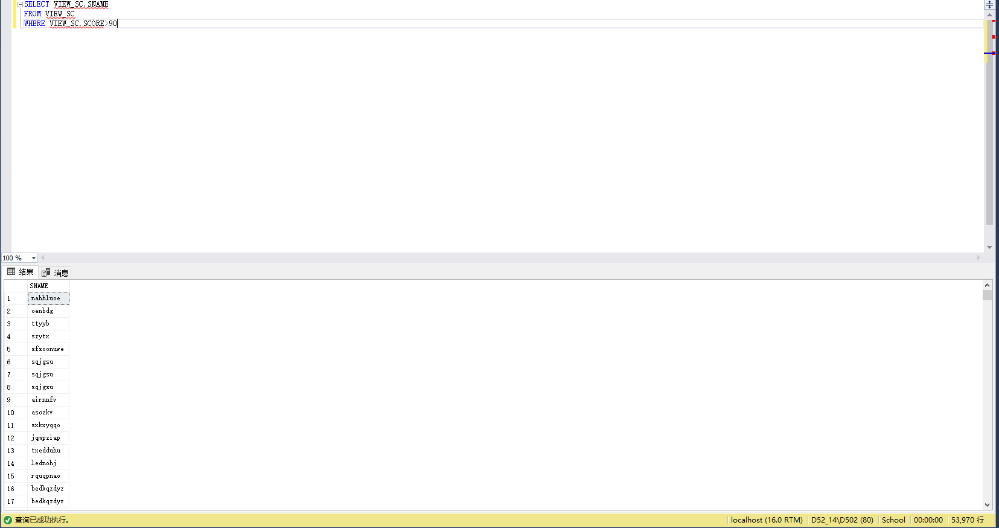 SELECT VIEW_SC.SNAME
FROM VIEW_SC
WHERE VIEW_SC.SCORE>90
100 %
结果 消息
SNAME
1 nahhluoe
2 oenbdg
3 ttyyb
4 szytx
5 sfsoonuwe
6 sqjgsu
7 sqjgsu
8 sqjgsu
9 airnnfv
10 asczkv
11 sxkxyqqo
12 jqmpziap
13 txedduhu
14 lednohj
15 rquqpnao
16 bedkqzdyz
17 bedkqzdyz
查询已成功执行。 localhost (16.0 RTM) D52_14\D502 (80) School 00:00:00 53,970 行